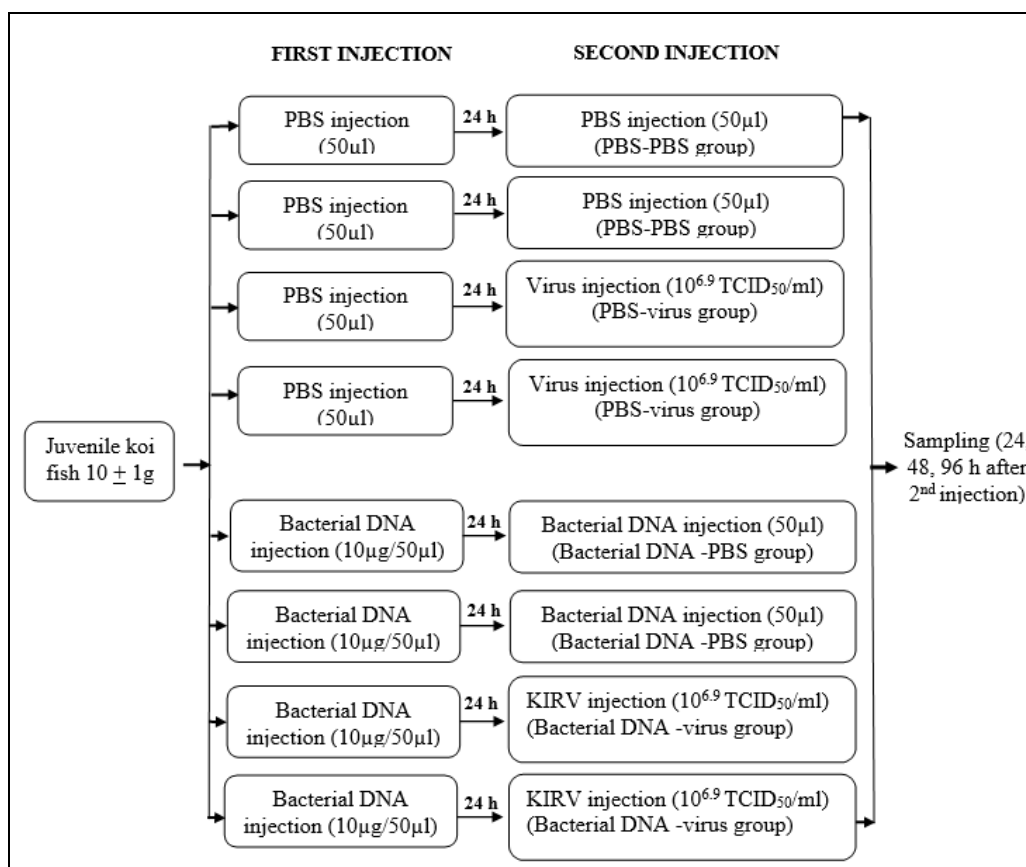 FIRST INJECTION
SECOND INJECTION
PBS injection
(50µl)
24 h
PBS injection (50µl)
(PBS-PBS group)
PBS injection
(50µl)
24 h
PBS injection (50µl)
(PBS-PBS group)
PBS injection
(50µl)
24 h
Virus injection (10^6.9 TCID50/ml)
(PBS-virus group)
PBS injection
(50µl)
24 h
Virus injection (10^6.9 TCID50/ml)
(PBS-virus group)
Juvenile koi
fish 10 ± 1g
Sampling (24,
48, 96 h after
2nd injection)
Bacterial DNA
injection (10µg/50µl)
24 h
Bacterial DNA injection (50µl)
(Bacterial DNA -PBS group)
Bacterial DNA
injection (10µg/50µl)
24 h
Bacterial DNA injection (50µl)
(Bacterial DNA -PBS group)
Bacterial DNA
injection (10µg/50µl)
24 h
KIRV injection (10^6.9 TCID50/ml)
(Bacterial DNA -virus group)
Bacterial DNA
injection (10µg/50µl)
24 h
KIRV injection (10^6.9 TCID50/ml)
(Bacterial DNA -virus group)